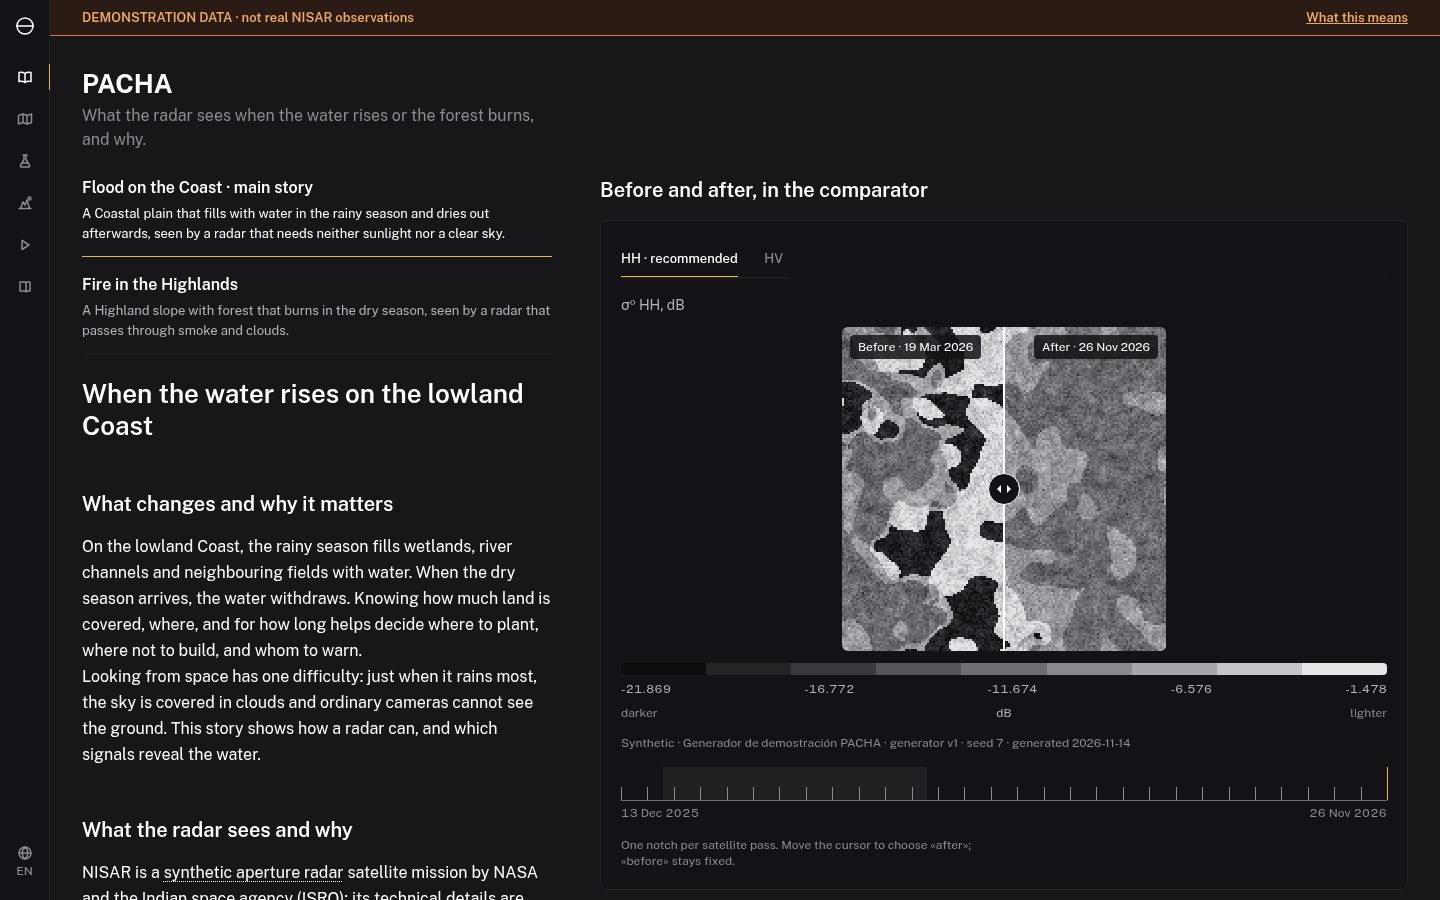 DEMONSTRATION DATA · not real NISAR observations
What this means
PACHA
What the radar sees when the water rises or the forest burns,
and why.
Flood on the Coast · main story
A Coastal plain that fills with water in the rainy season and dries out
afterwards, seen by a radar that needs neither sunlight nor a clear sky.
Fire in the Highlands
A Highland slope with forest that burns in the dry season, seen by a radar that
passes through smoke and clouds.
When the water rises on the lowland
Coast
What changes and why it matters
On the lowland Coast, the rainy season fills wetlands, river
channels and neighbouring fields with water. When the dry
season arrives, the water withdraws. Knowing how much land is
covered, where, and for how long helps decide where to plant,
where not to build, and whom to warn.
Looking from space has one difficulty: just when it rains most,
the sky is covered in clouds and ordinary cameras cannot see
the ground. This story shows how a radar can, and which
signals reveal the water.
What the radar sees and why
NISAR is a synthetic aperture radar satellite mission by NASA
and the Indian space agency (ISRO); its technical details are
EN
Before and after, in the comparator
HH · recommended
HV
σ⁰ HH, dB
Before · 19 Mar 2026
After · 26 Nov 2026
-21.869
-16.772
-11.674
-6.576
-1.478
darker
dB
lighter
Synthetic · Generador de demostración PACHA · generator v1 · seed 7 · generated 2026-11-14
13 Dec 2025
26 Nov 2026
One notch per satellite pass. Move the cursor to choose «after»;
«before» stays fixed.